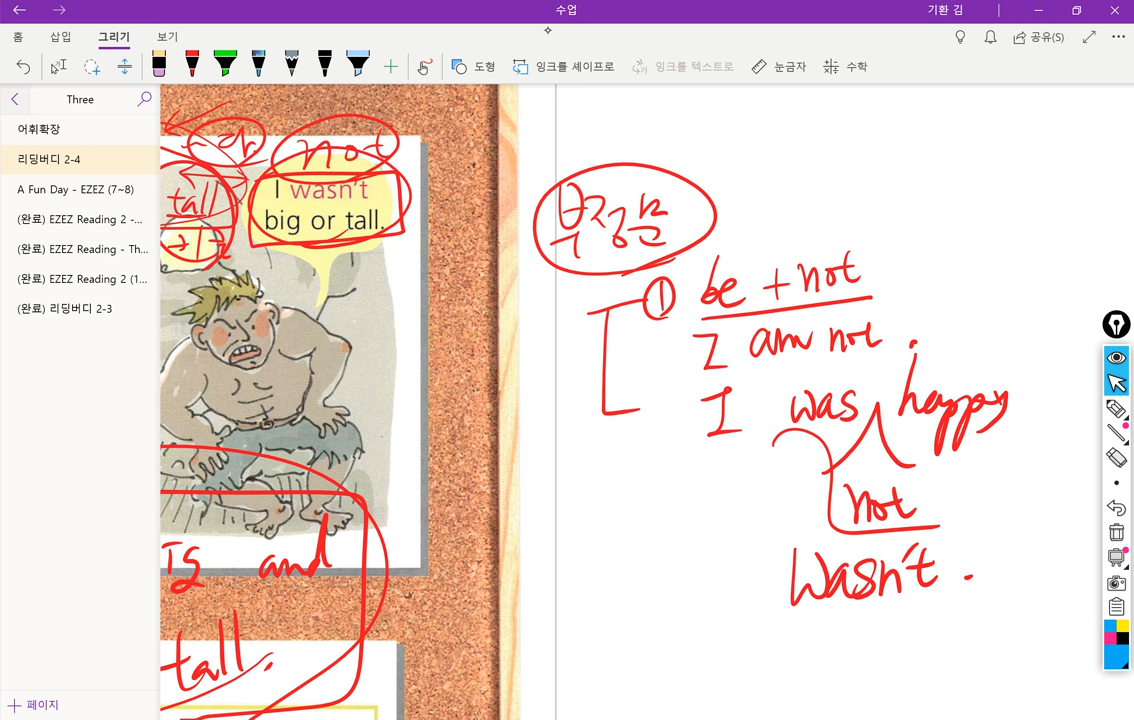 수업
기환 김
홈 삽입 그리기 보기
공유(S)
도형 잉크를 셰이프로 잉크를 텍스트로 눈금자 수학
Three
어휘확장
리딩버디 2-4
A Fun Day - EZEZ (7~8)
(완료) EZEZ Reading 2 -...
(완료) EZEZ Reading - Th...
(완료) EZEZ Reading 2 (1...
(완료) 리딩버디 2-3
페이지
not
tall
I wasn't
big or tall.
and
tall.
부정문
① be + not
I am not.
I was happy
not
wasn't.